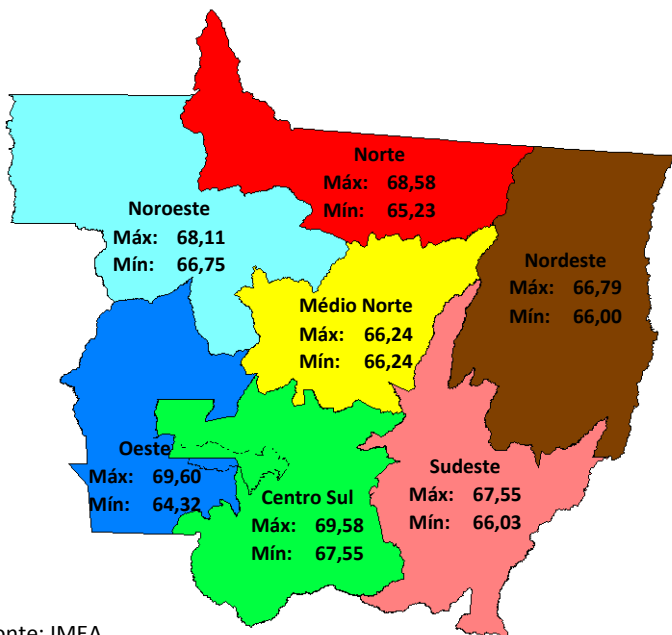 Norte
Máx: 68,58
Mín: 65,23
Noroeste
Máx: 68,11
Mín: 66,75
Nordeste
Máx: 66,79
Mín: 66,00
Médio Norte
Máx: 66,24
Mín: 66,24
Oeste
Máx: 69,60
Mín: 64,32
Sudeste
Máx: 67,55
Mín: 66,03
Centro Sul
Máx: 69,58
Mín: 67,55
onte: IMEA